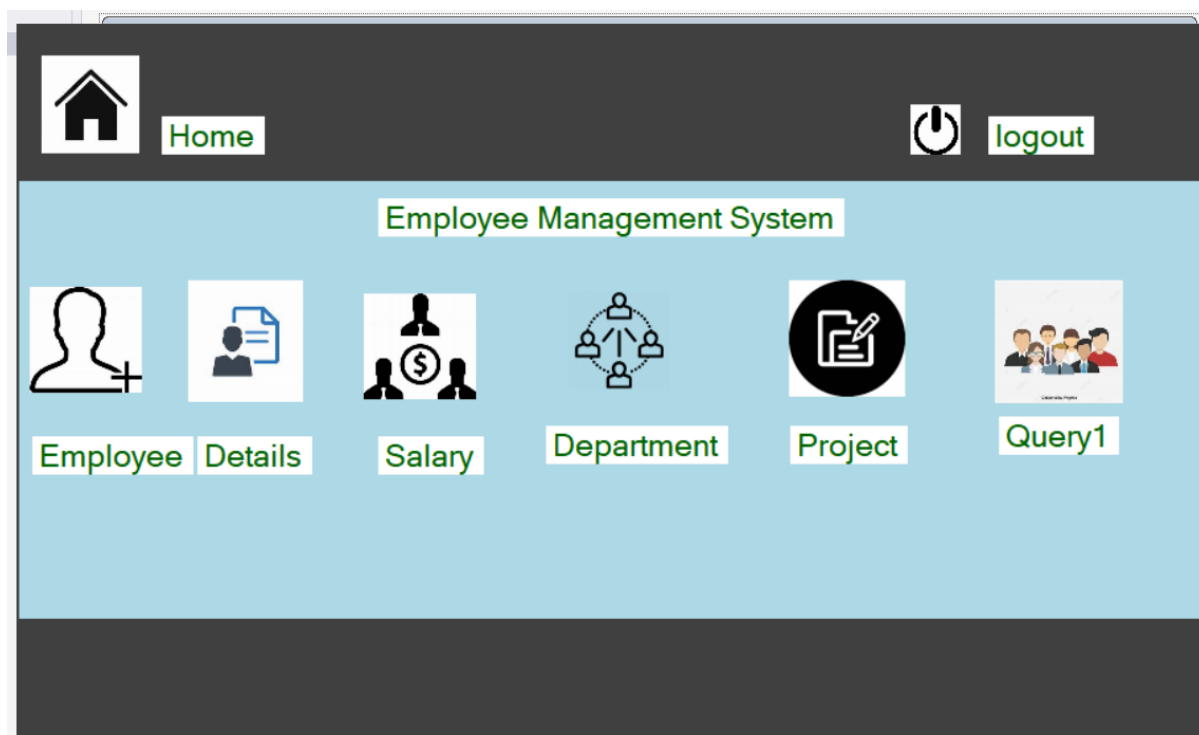 Home
logout
Employee Management System
Employee
Details
Salary
Department
Project
Query1